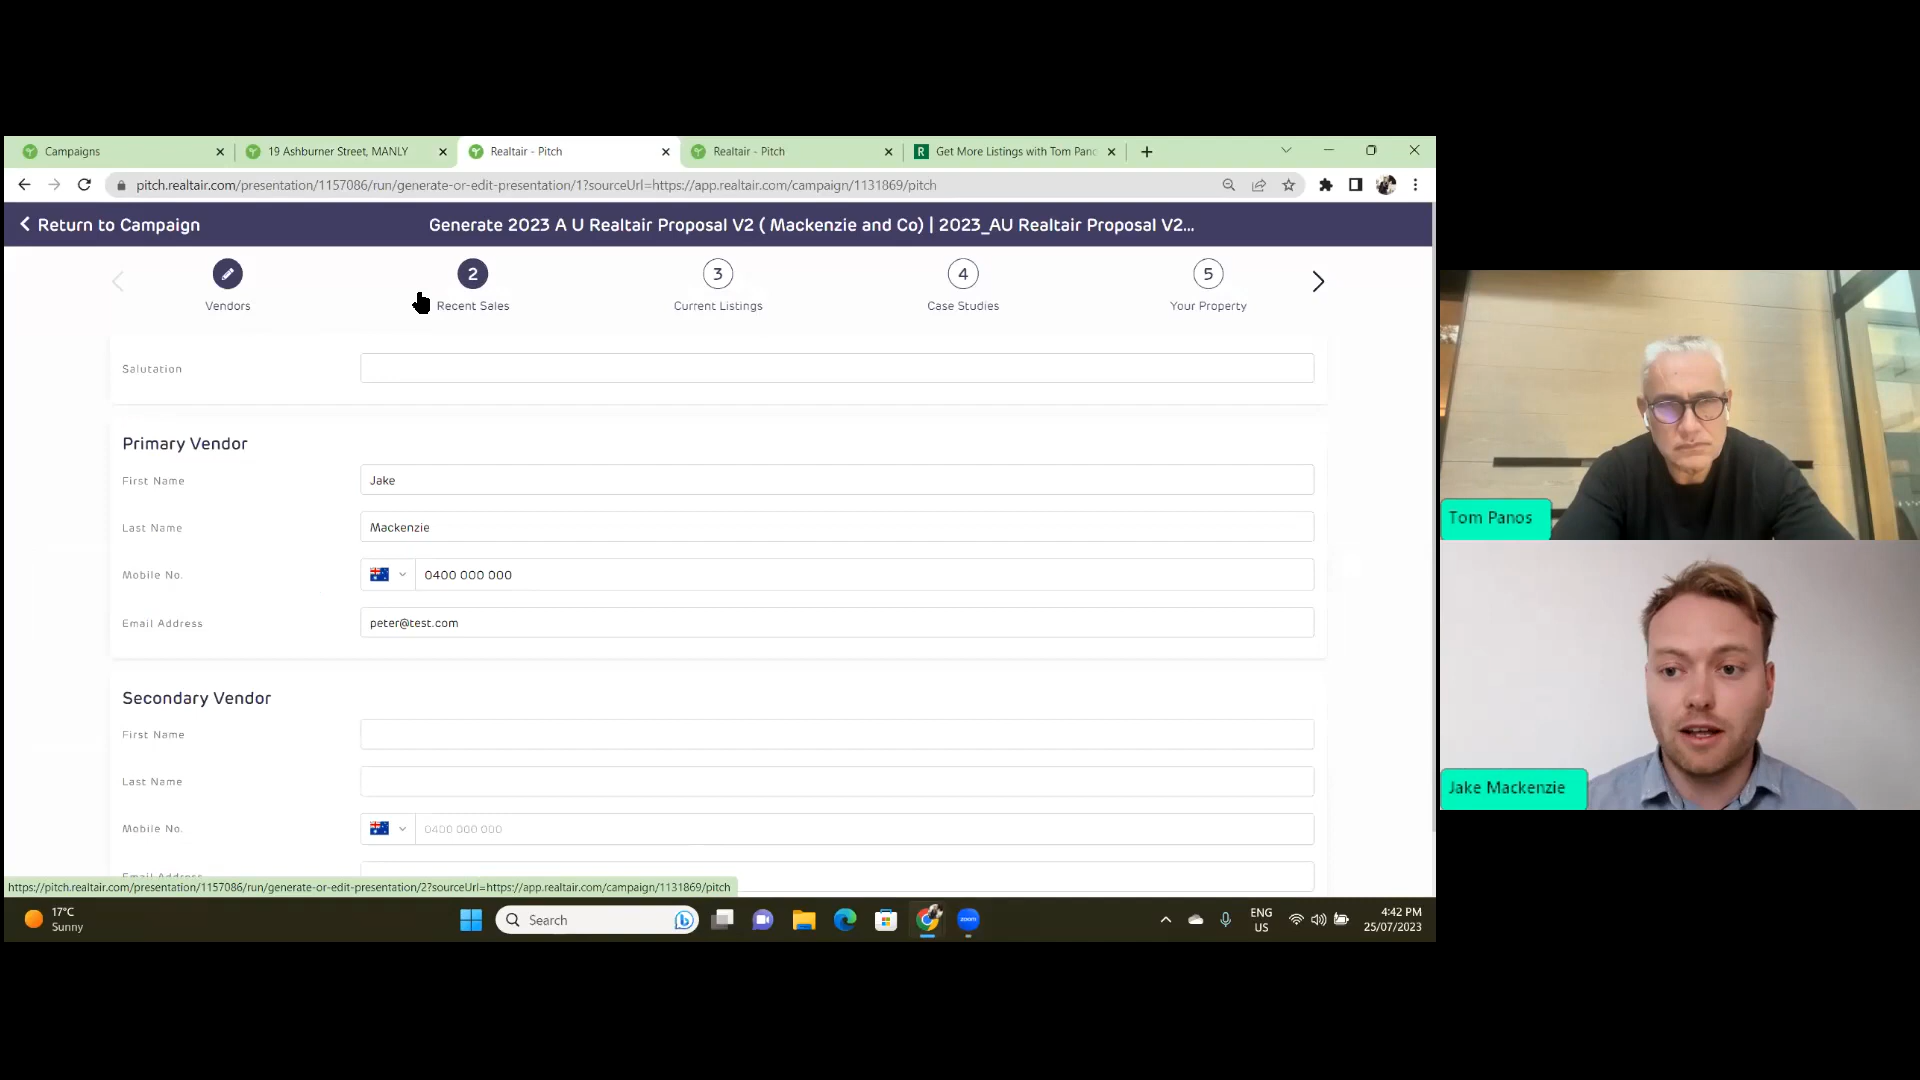 Campaigns
19 Ashburner Street, MANLY
Realtair - Pitch
Realtair - Pitch
R
Get More Listings with Tom Pano
pitch.realtair.com/presentation/1157086/run/generate-or-edit-presentation/1?sourceUrl=https://app.realtair.com/campaign/1131869/pitch
Return to Campaign
Generate 2023 A U Realtair Proposal V2 ( Mackenzie and Co) | 2023_AU Realtair Proposal V2...
2
3
4
5
Vendors
Recent Sales
Current Listings
Case Studies
Your Property
Salutation
Primary Vendor
First Name
Jake
Last Name
Mackenzie
Mobile No.
0400 000 000
Email Address
peter@test.com
Secondary Vendor
First Name
Last Name
Mobile No.
0400 000 000
Email Address
https://pitch.realtair.com/presentation/1157086/run/generate-or-edit-presentation/2?sourceUrl=https://app.realtair.com/campaign/1131869/pitch
17°C
Sunny
Search
zoom
ENG
US
4:42 PM
25/07/2023
Tom Panos
Jake Mackenzie